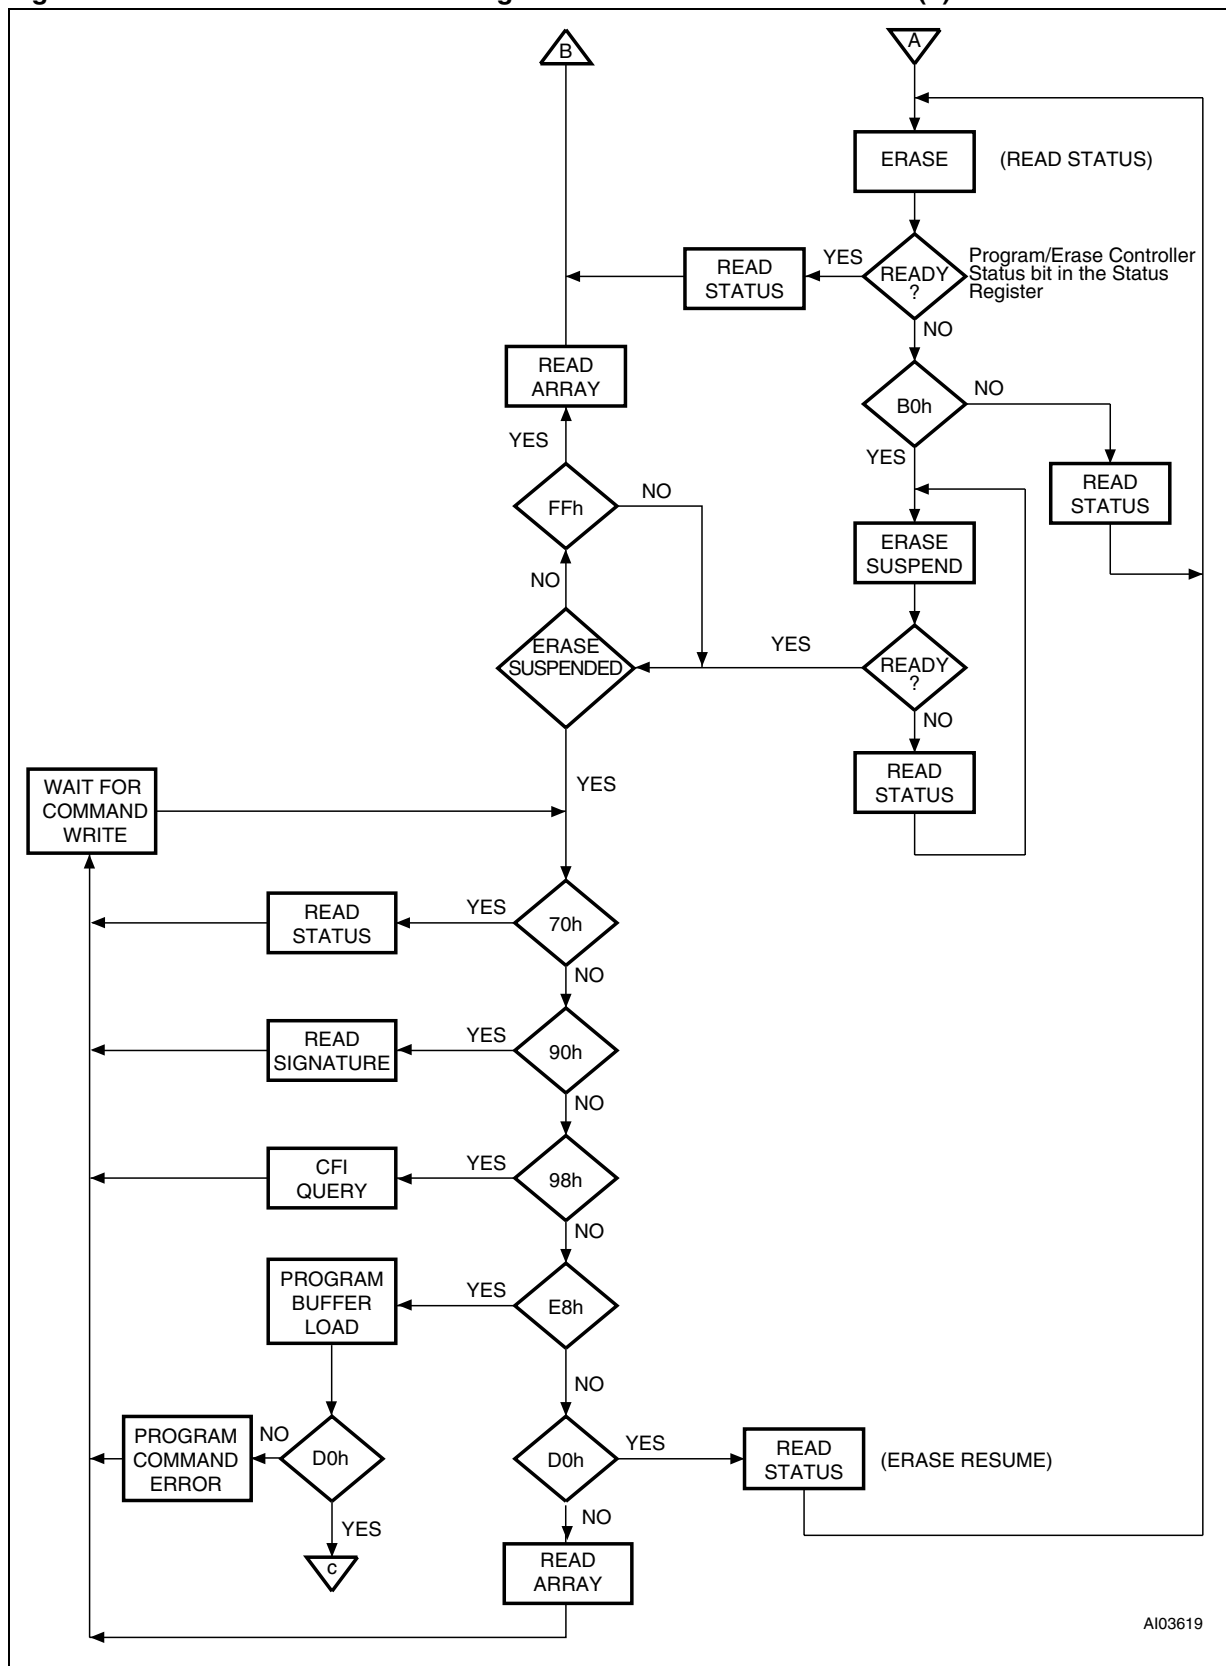 B
A
ERASE
(READ STATUS)
READ
STATUS
YES
READY
?
Program/Erase Controller
Status bit in the Status
Register
NO
READ
ARRAY
B0h
NO
YES
YES
READ
STATUS
FFh
NO
ERASE
SUSPEND
NO
ERASE
SUSPENDED
YES
READY
?
NO
READ
STATUS
YES
WAIT FOR
COMMAND
WRITE
READ
STATUS
YES
70h
NO
READ
SIGNATURE
YES
90h
NO
CFI
QUERY
YES
98h
NO
PROGRAM
BUFFER
LOAD
YES
E8h
NO
PROGRAM
COMMAND
ERROR
NO
D0h
YES
c
D0h
YES
READ
STATUS
(ERASE RESUME)
NO
READ
ARRAY
AI03619